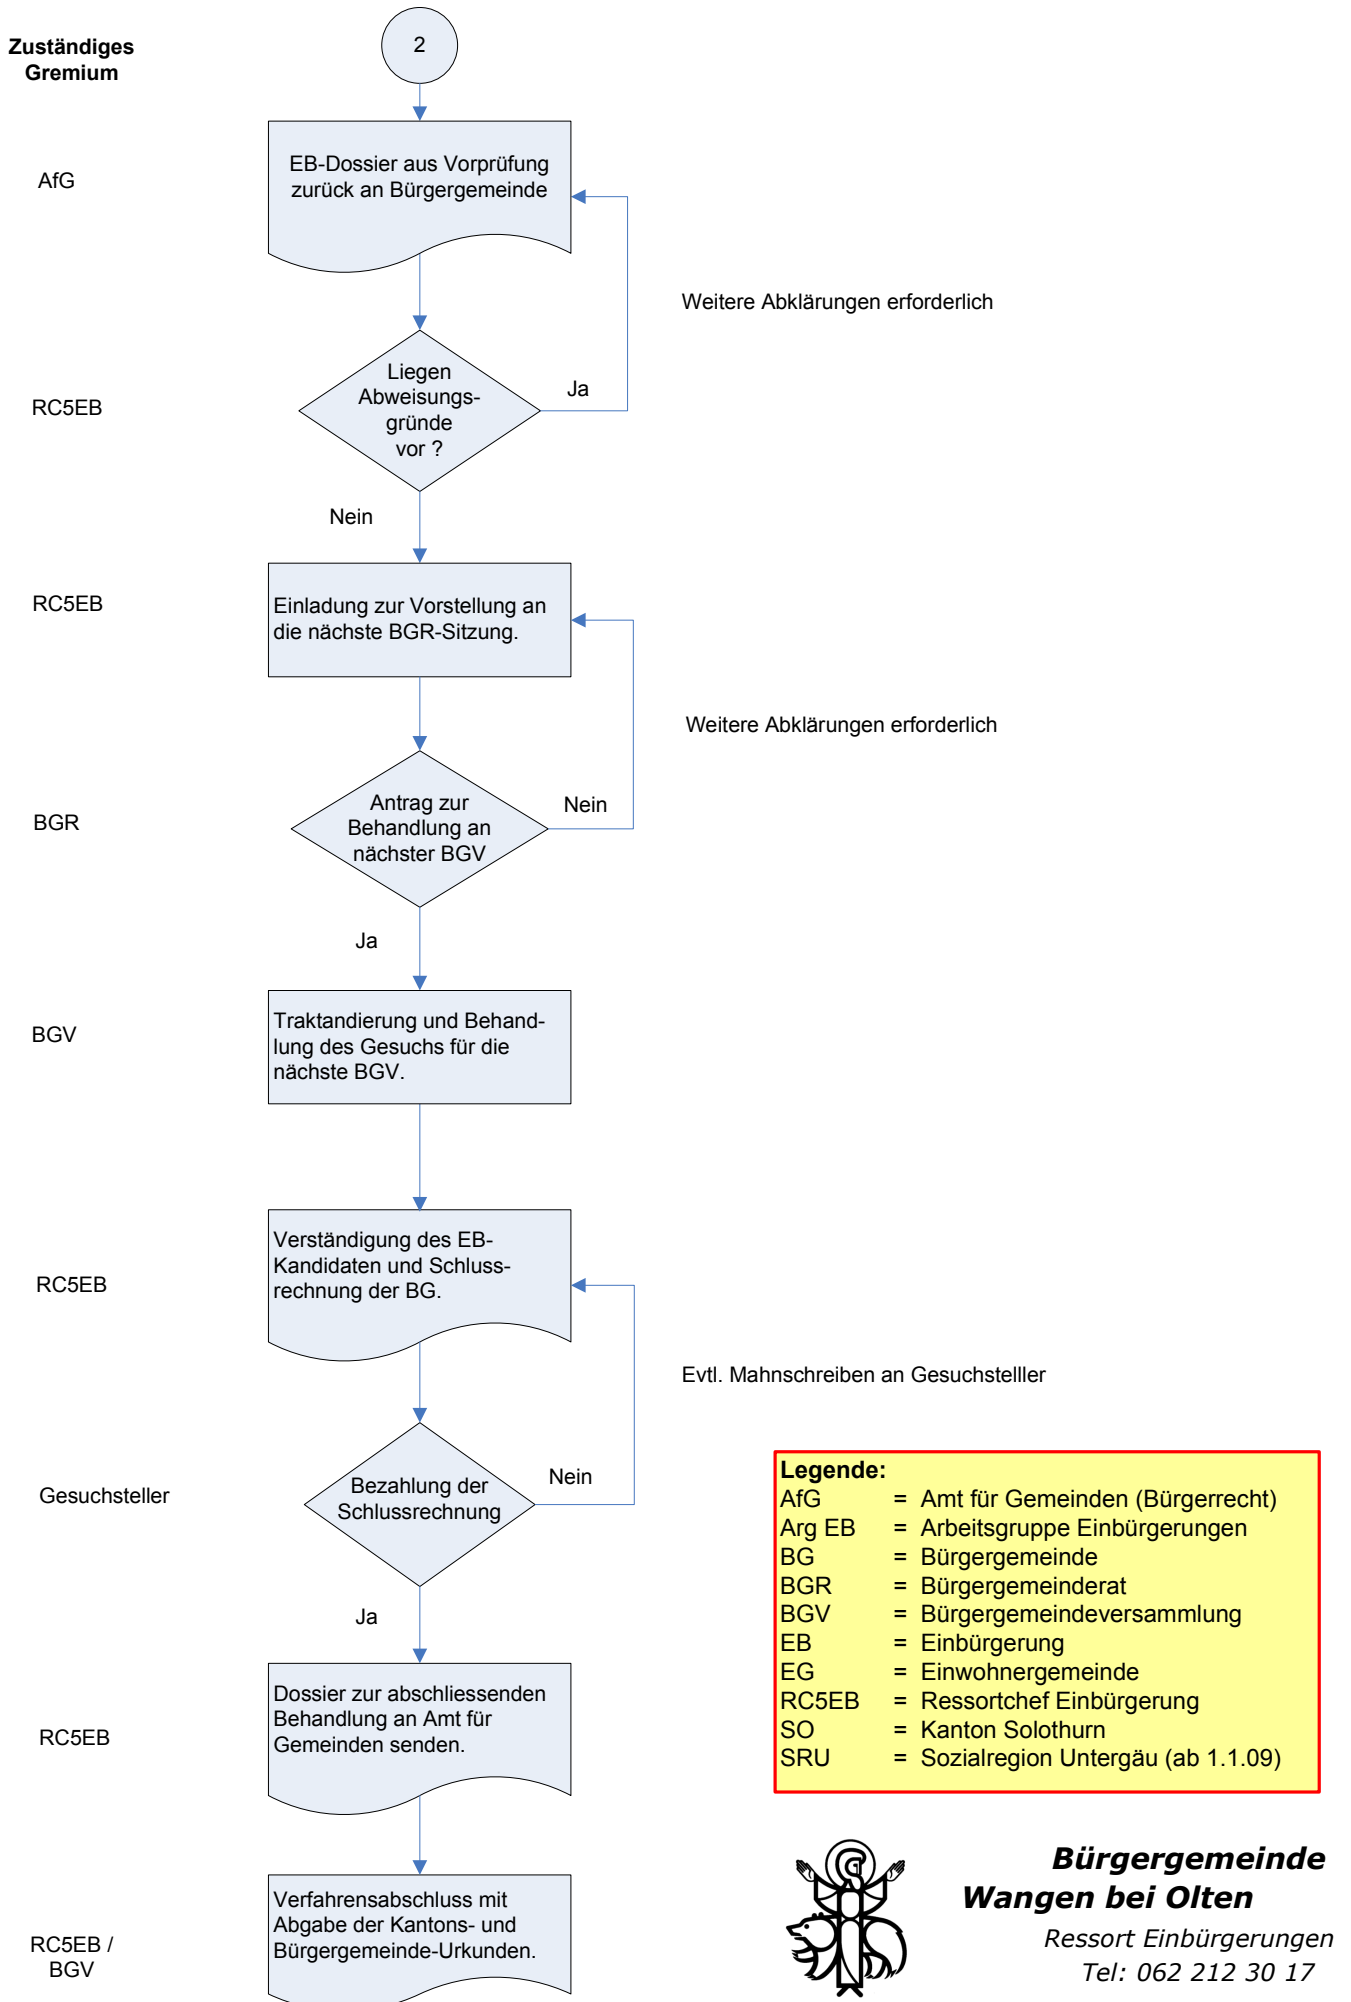 Zuständiges
Gremium
2
AfG
EB-Dossier aus Vorprüfung
zurück an Bürgergemeinde
Weitere Abklärungen erforderlich
RC5EB
Liegen
Abweisungs-
gründe
vor ?
Ja
Nein
RC5EB
Einladung zur Vorstellung an
die nächste BGR-Sitzung.
Weitere Abklärungen erforderlich
BGR
Antrag zur
Behandlung an
nächster BGV
Nein
Ja
BGV
Traktandierung und Behand-
lung des Gesuchs für die
nächste BGV.
RC5EB
Verständigung des EB-
Kandidaten und Schluss-
rechnung der BG.
Evtl. Mahnschreiben an Gesuchstelller
Gesuchsteller
Bezahlung der
Schlussrechnung
Nein
Ja
RC5EB
Dossier zur abschliessenden
Behandlung an Amt für
Gemeinden senden.
RC5EB /
BGV
Verfahrensabschluss mit
Abgabe der Kantons- und
Bürgergemeinde-Urkunden.
Legende:
AfG = Amt für Gemeinden (Bürgerrecht)
Arg EB = Arbeitsgruppe Einbürgerungen
BG = Bürgergemeinde
BGR = Bürgergemeinderat
BGV = Bürgergemeindeversammlung
EB = Einbürgerung
EG = Einwohnergemeinde
RC5EB = Ressortchef Einbürgerung
SO = Kanton Solothurn
SRU = Sozialregion Untergäu (ab 1.1.09)
Bürgergemeinde
Wangen bei Olten
Ressort Einbürgerungen
Tel: 062 212 30 17